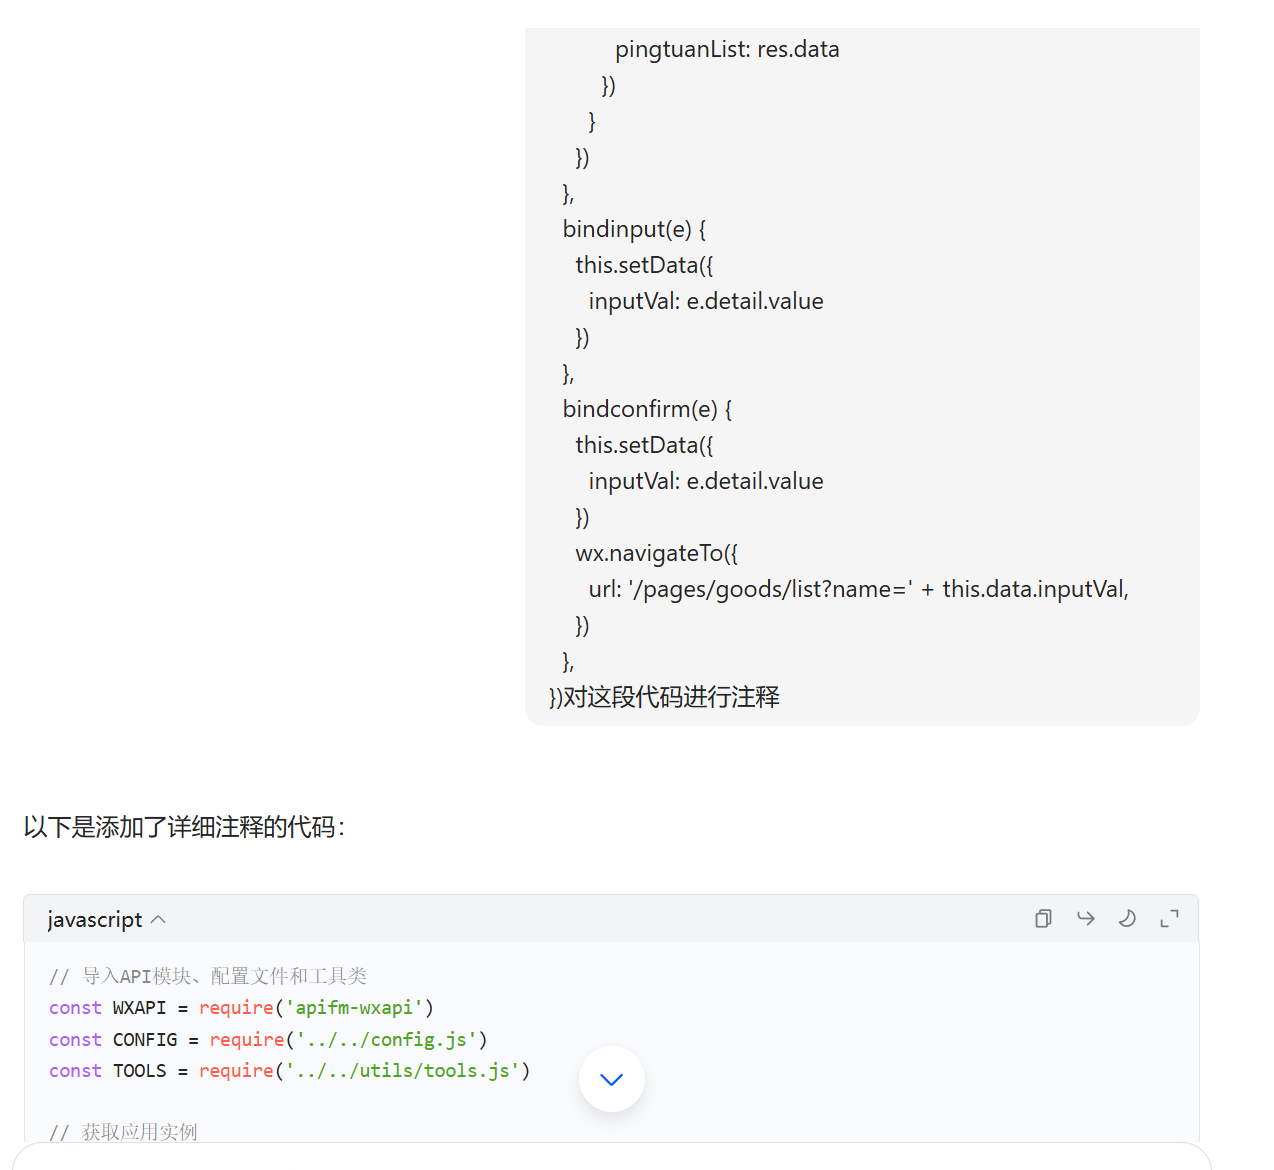 pingtuanList: res.data
})
}
})
},
bindinput(e) {
this.setData({
inputVal: e.detail.value
})
},
bindconfirm(e) {
this.setData({
inputVal: e.detail.value
})
wx.navigateTo({
url: '/pages/goods/list?name=' + this.data.inputVal,
})
},
})对这段代码进行注释
以下是添加了详细注释的代码：
javascript
// 导入API模块、配置文件和工具类
const WXAPI = require('apifm-wxapi')
const CONFIG = require('../../config.js')
const TOOLS = require('../../utils/tools.js')
// 获取应用实例